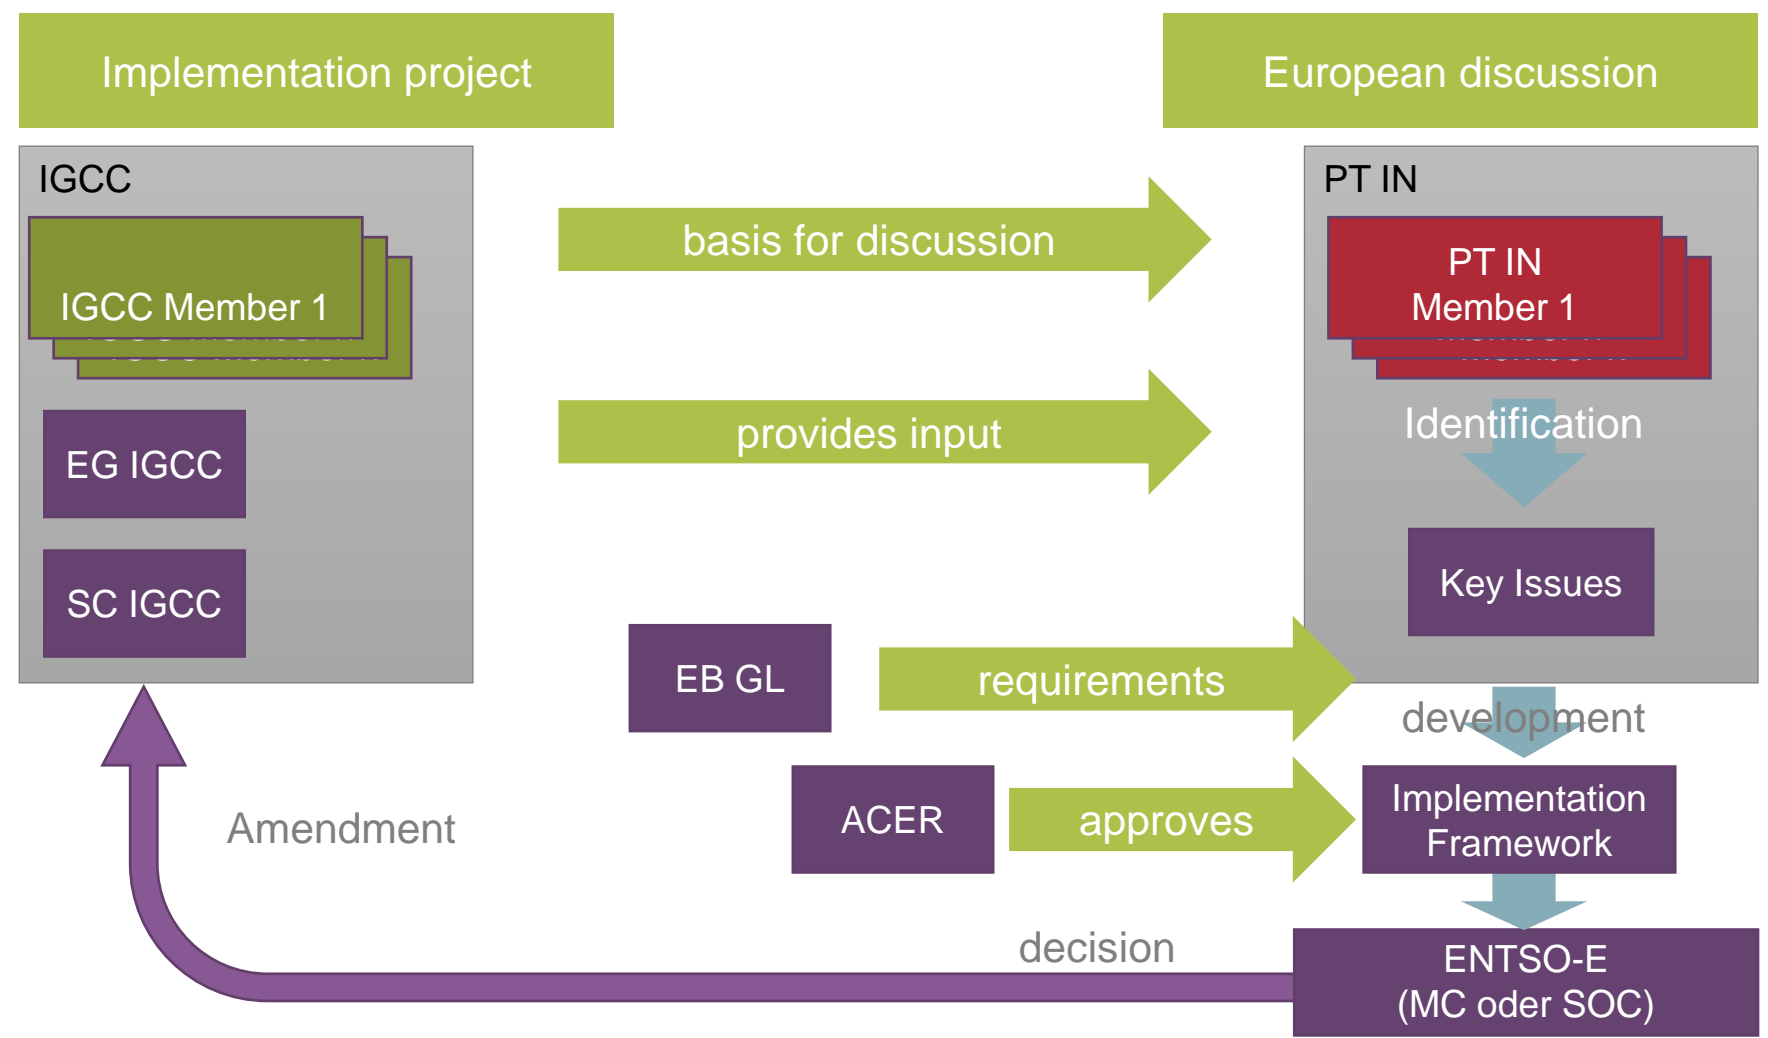 Implementation project
European discussion
IGCC
IGCC Member 1
EG IGCC
SC IGCC
basis for discussion
provides input
PT IN
PT IN
Member 1
Identification
Key Issues
EB GL
requirements
development
ACER
approves
Implementation
Framework
Amendment
decision
ENTSO-E
(MC oder SOC)